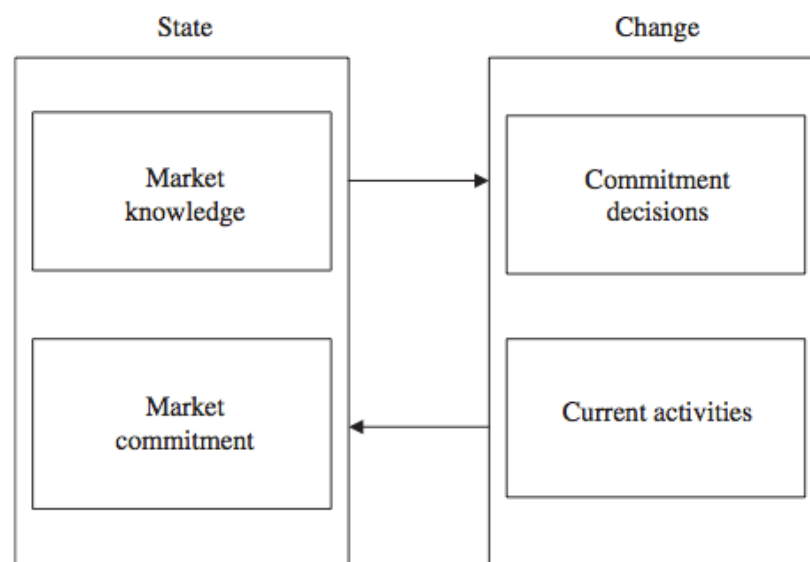 State
Change
Market
knowledge
Commitment
decisions
Market
commitment
Current activities